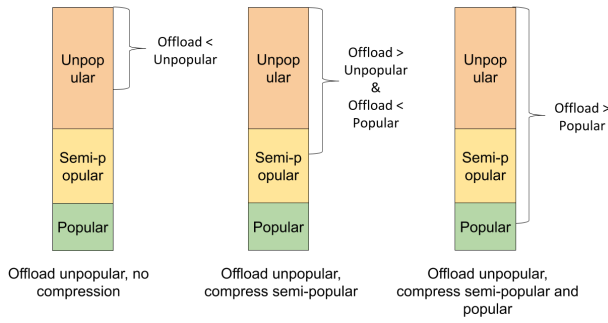 Unpop
ular
Semi-p
opular
Popular
Offload <
Unpopular
Offload unpopular, no
compression
Unpop
ular
Semi-p
opular
Popular
Offload >
Unpopular
&
Offload <
Popular
Offload unpopular,
compress semi-popular
Unpop
ular
Semi-p
opular
Popular
Offload >
Popular
Offload unpopular,
compress semi-popular and
popular